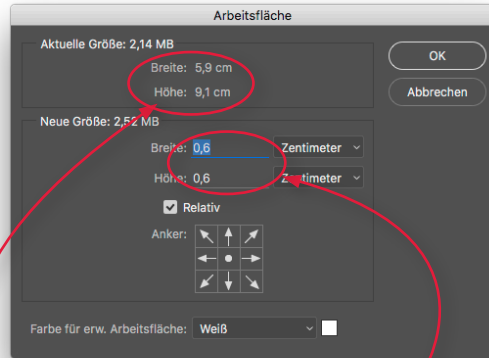 Arbeitsfläche
Aktuelle Größe: 2,14 MB
Breite: 5,9 cm
Höhe: 9,1 cm
OK
Abbrechen
Neue Größe: 2,52 MB
Breite: 0,6 Zentimeter
Höhe: 0,6 Zentimeter
Relativ
Anker:
Farbe für erw. Arbeitsfläche: Weiß